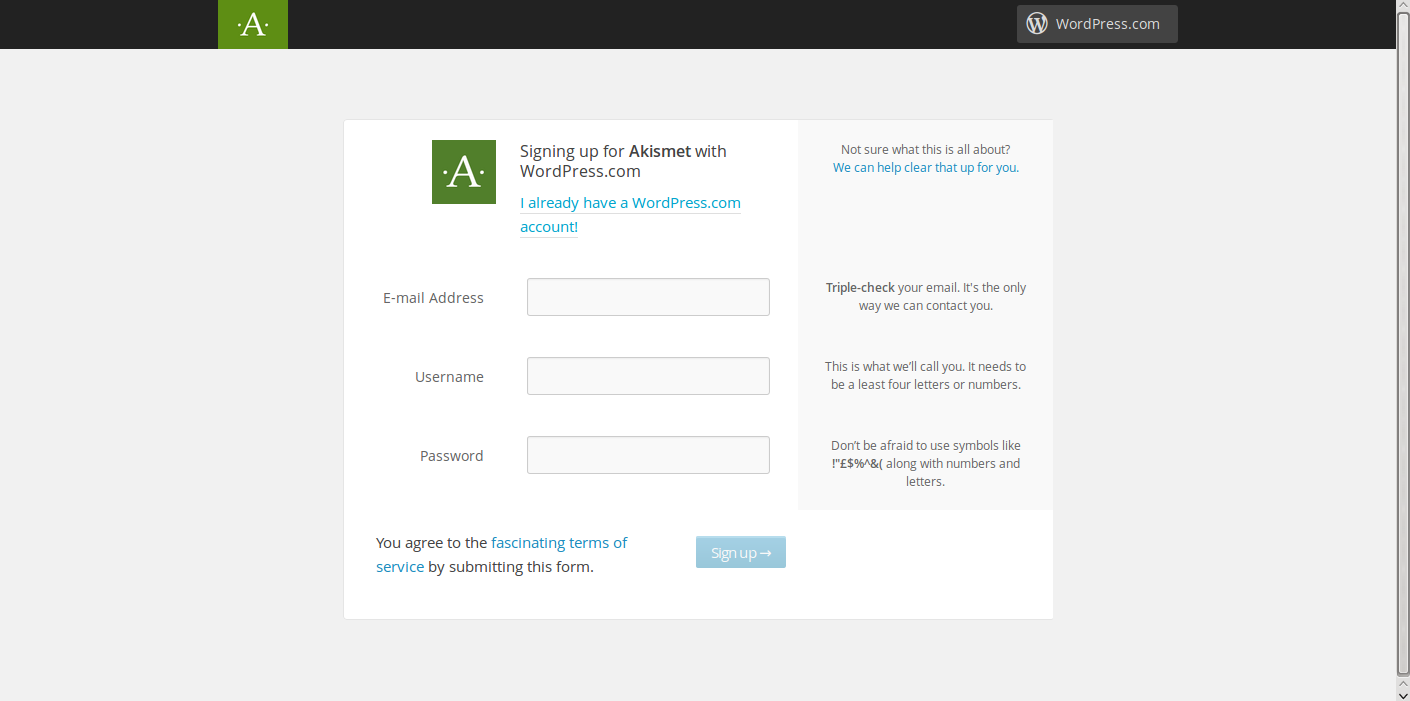 ·A·
WordPress.com
·A·
Signing up for Akismet with
WordPress.com
I already have a WordPress.com
account!
Not sure what this is all about?
We can help clear that up for you.
E-mail Address
Triple-check your email. It's the only
way we can contact you.
Username
This is what we’ll call you. It needs to
be a least four letters or numbers.
Password
Don’t be afraid to use symbols like
!"£$%^&( along with numbers and
letters.
You agree to the fascinating terms of
service by submitting this form.
Sign up →